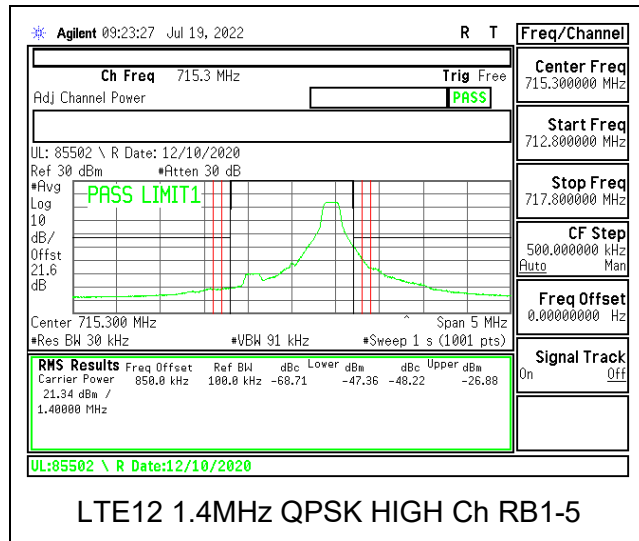 Agilent 09:23:27 Jul 19, 2022 R T
Freq/Channel
Ch Freq 715.3 MHz Trig Free
Adj Channel Power PASS
UL: 85502 \ R Date: 12/10/2020
Ref 30 dBm #Atten 30 dB
#Avg
Log
10
dB/
Offst
21.6
dB
PASS LIMIT1
Center 715.300 MHz ^ Span 5 MHz
#Res BW 30 kHz #VBW 91 kHz #Sweep 1 s (1001 pts)
RMS Results Freq Offset Ref BW dBc Lower dBm dBc Upper dBm
Carrier Power 850.0 kHz 100.0 kHz -68.71 -47.36 -48.22 -26.88
21.34 dBm /
1.40000 MHz
UL:85502 \ R Date:12/10/2020
Center Freq
715.300000 MHz
Start Freq
712.800000 MHz
Stop Freq
717.800000 MHz
CF Step
500.000000 kHz
Auto Man
Freq Offset
0.00000000 Hz
Signal Track
On Off
LTE12 1.4MHz QPSK HIGH Ch RB1-5